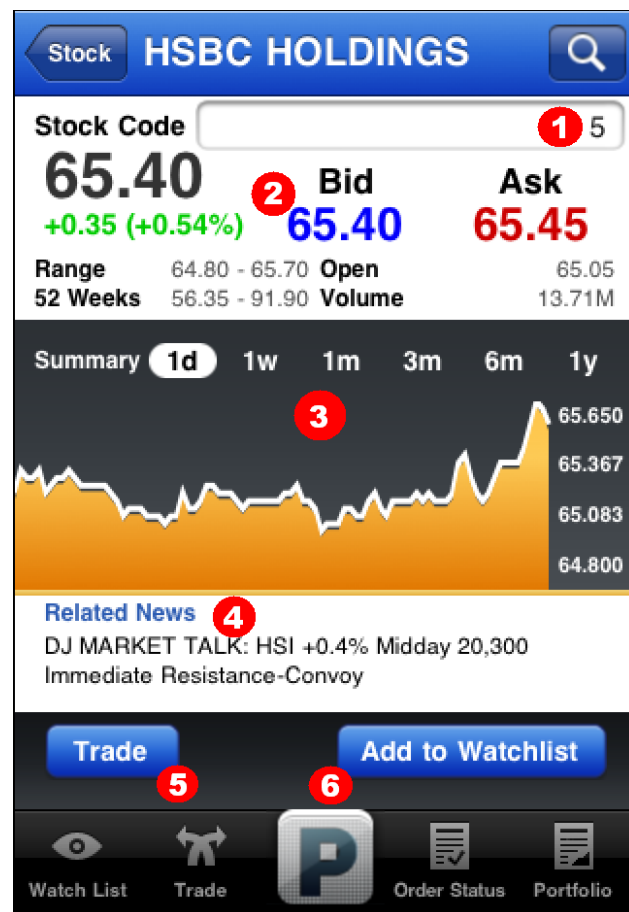 Stock HSBC HOLDINGS
Stock Code 1 5
65.40 2 Bid Ask
+0.35 (+0.54%) 65.40 65.45
Range 64.80 - 65.70 Open 65.05
52 Weeks 56.35 - 91.90 Volume 13.71M
Summary 1d 1w 1m 3m 6m 1y
3 65.650
65.367
65.083
64.800
Related News 4
DJ MARKET TALK: HSI +0.4% Midday 20,300
Immediate Resistance-Convoy
Trade Add to Watchlist
5 6
P
Watch List Trade Order Status Portfolio